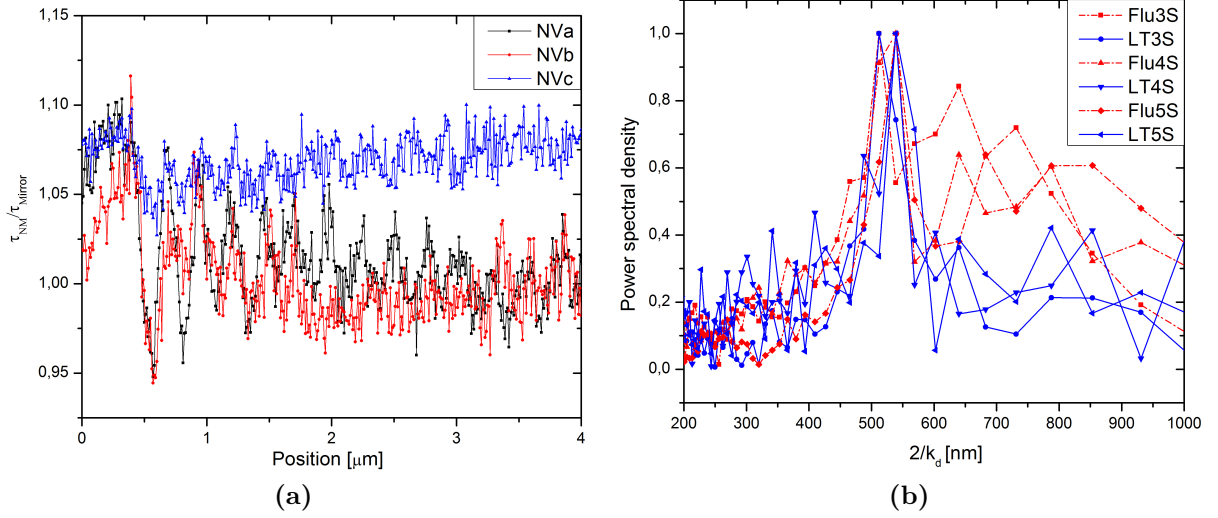 1,15
1,10
1,05
1,00
0,95
τNM/τMirror
NVa
NVb
NVc
0
1
2
3
4
Position [μm]
(a)
1,0
0,8
0,6
0,4
0,2
0,0
Power spectral density
Flu3S
LT3S
Flu4S
LT4S
Flu5S
LT5S
200
300
400
500
600
700
800
900
1000
2/kd [nm]
(b)